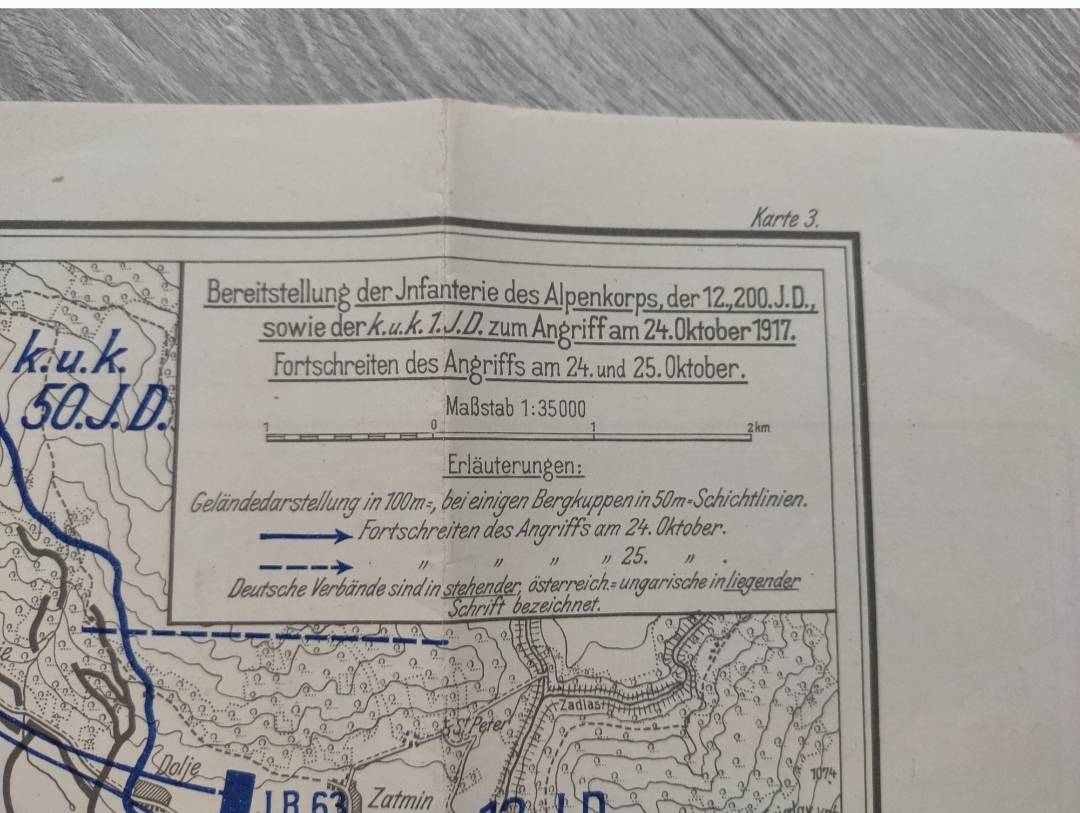 Karte 3.
Bereitstellung der Jnfanterie des Alpenkorps, der 12., 200. J.D.,
sowie der k.u.k. 1. J.D. zum Angriff am 24. Oktober 1917.
Fortschreiten des Angriffs am 24. und 25. Oktober.
Maßstab 1:35000
1 0 1 2 km
Erläuterungen:
Geländedarstellung in 100m=, bei einigen Bergkuppen in 50m=Schichtlinien.
Fortschreiten des Angriffs am 24. Oktober.
„ „ „ 25. „ .
Deutsche Verbände sind in stehender, österreich.=ungarische in liegender
Schrift bezeichnet.
k.u.k.
50. J.D.
Zadlast
St Peter
Dolje
1074
J.R.63
Zatmin
12. J.D.